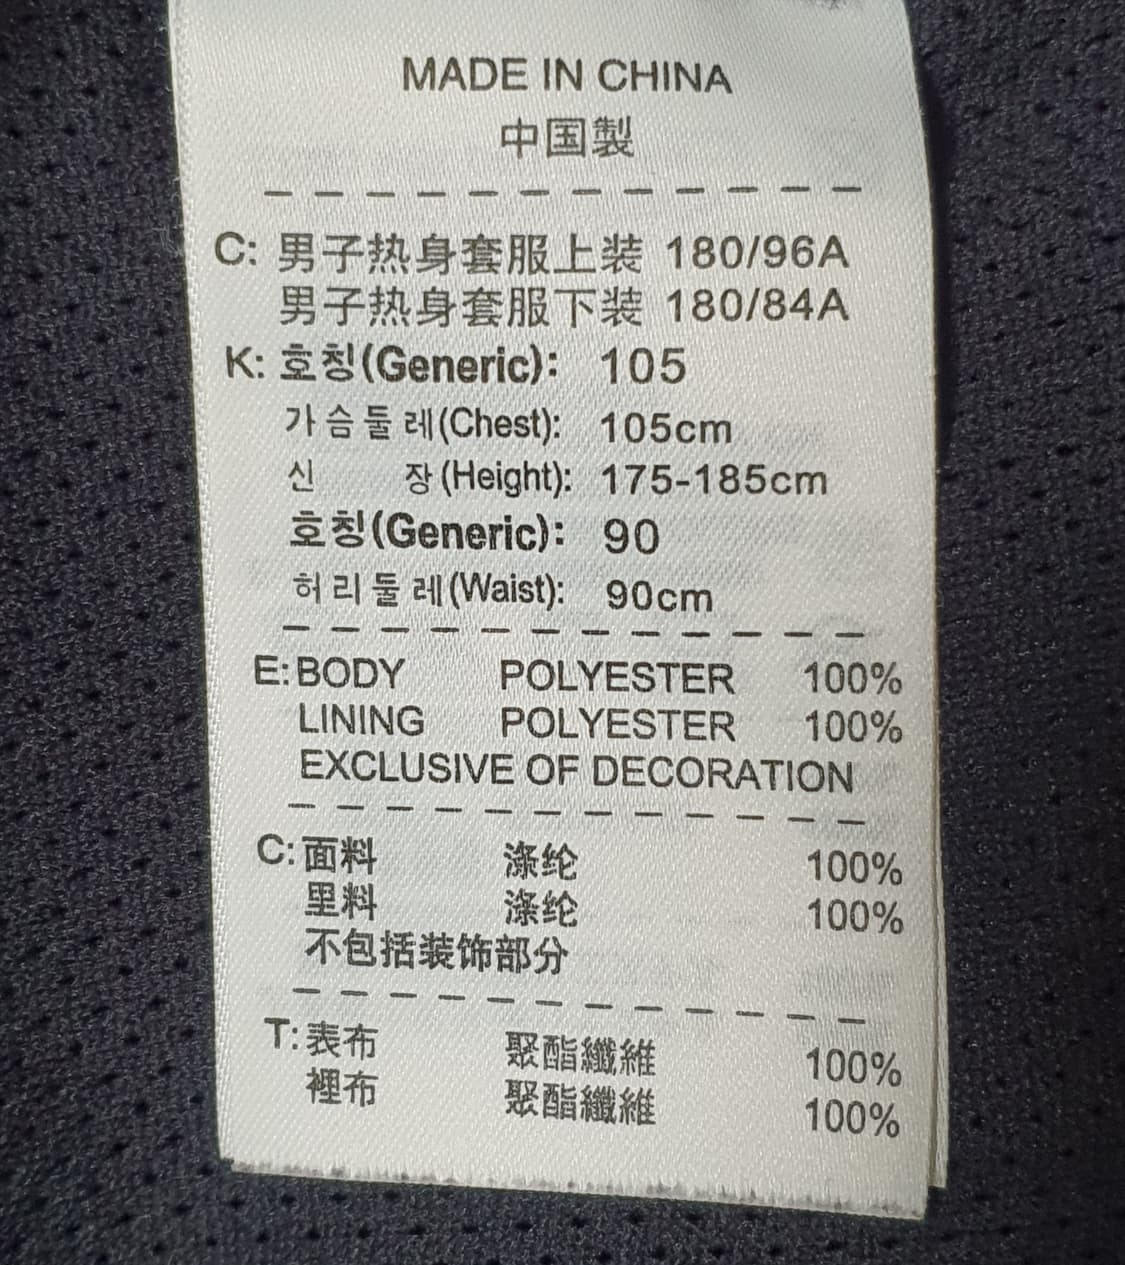 MADE IN CHINA
中国製
C: 男子热身套服上装 180/96A
男子热身套服下装 180/84A
K: 호칭(Generic): 105
가슴둘레(Chest): 105cm
신 장(Height): 175-185cm
호칭(Generic): 90
허리둘레(Waist): 90cm
E: BODY POLYESTER 100%
LINING POLYESTER 100%
EXCLUSIVE OF DECORATION
C: 面料 涤纶 100%
里料 涤纶 100%
不包括装饰部分
T: 表布 聚酯纖維 100%
裡布 聚酯纖維 100%